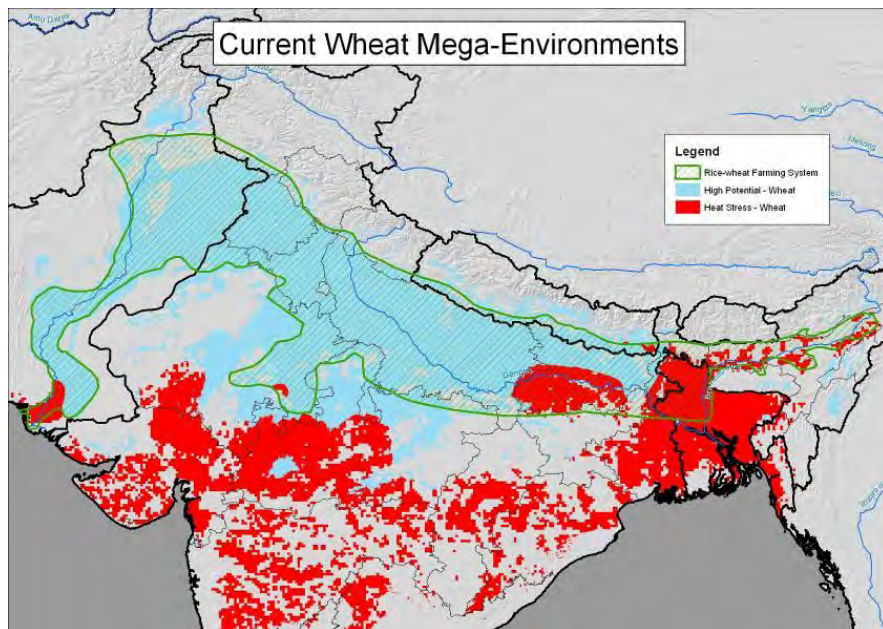 Amu Darya
Current Wheat Mega-Environments
Yangtze
Mekong
Legend
Rice-wheat Farming System
High Potential - Wheat
Heat Stress - Wheat